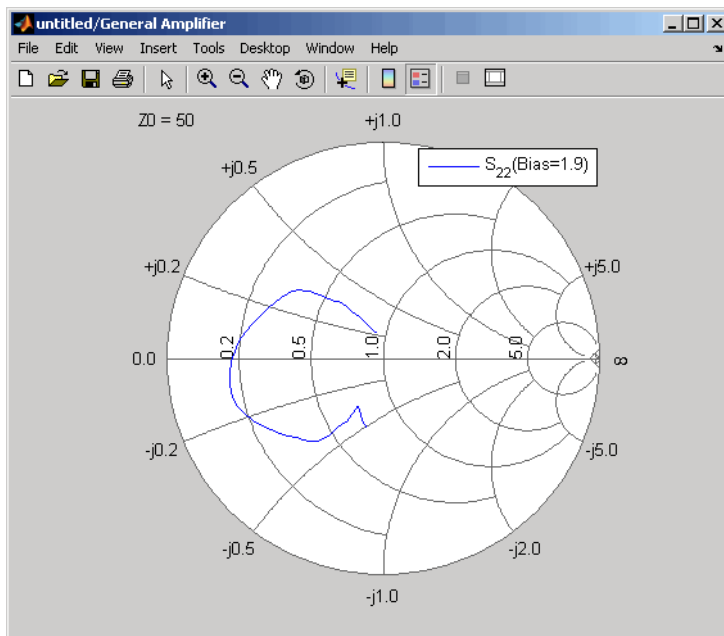 untitled/General Amplifier
File Edit View Insert Tools Desktop Window Help
Z0 = 50
+j1.0
S22(Bias=1.9)
+j0.5
+j0.2
+j5.0
0.0
0.2
0.5
1.0
2.0
5.0
∞
-j0.2
-j5.0
-j0.5
-j2.0
-j1.0